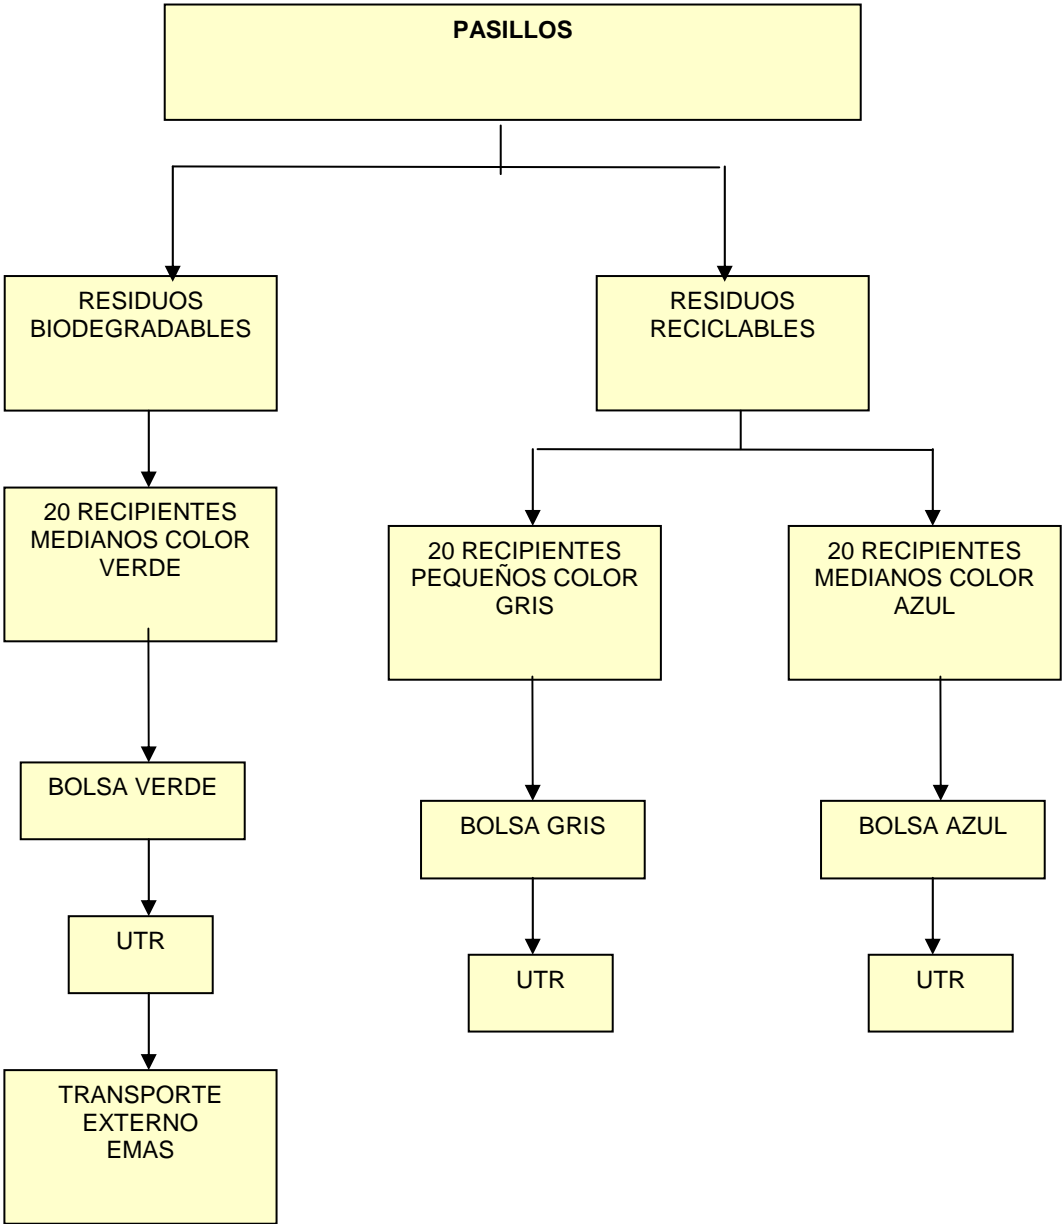 PASILLOS
RESIDUOS
BIODEGRADABLES
RESIDUOS
RECICLABLES
20 RECIPIENTES
MEDIANOS COLOR
VERDE
20 RECIPIENTES
PEQUEÑOS COLOR
GRIS
20 RECIPIENTES
MEDIANOS COLOR
AZUL
BOLSA VERDE
BOLSA GRIS
BOLSA AZUL
UTR
UTR
UTR
TRANSPORTE
EXTERNO
EMAS